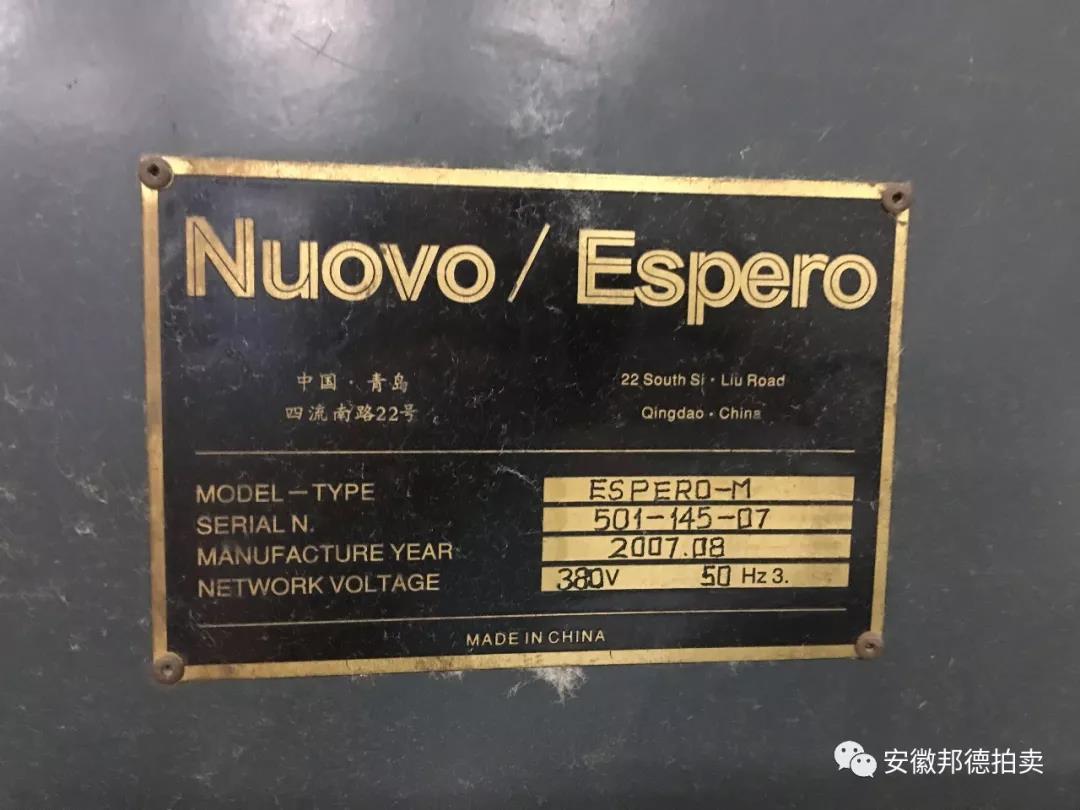 Nuovo / Espero
中国·青岛
四流南路22号
22 South Si·Liu Road
Qingdao·China
MODEL-TYPE ESPERO-M
SERIAL N. 501-145-07
MANUFACTURE YEAR 2007.08
NETWORK VOLTAGE 380V 50 Hz 3.
MADE IN CHINA
安徽邦德拍卖